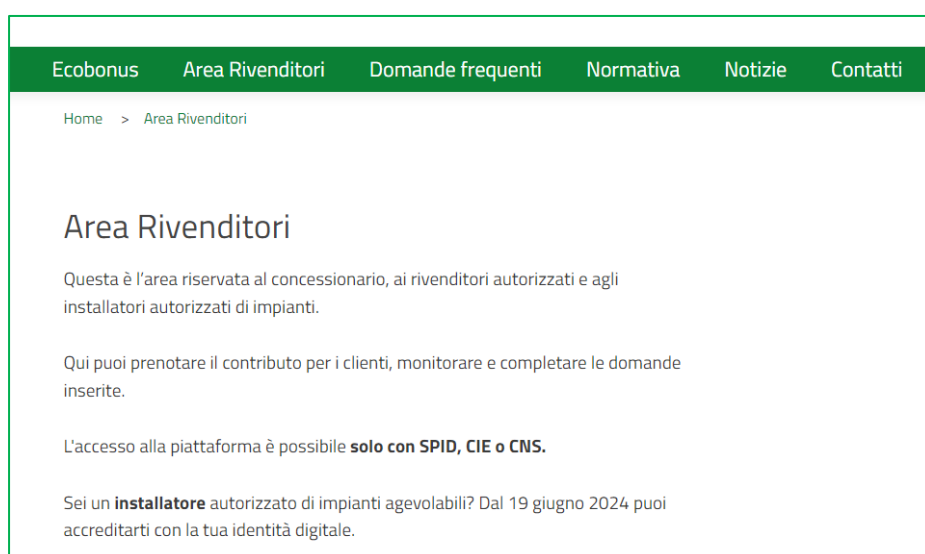 Ecobonus Area Rivenditori Domande frequenti Normativa Notizie Contatti
Home > Area Rivenditori
Area Rivenditori
Questa è l'area riservata al concessionario, ai rivenditori autorizzati e agli
installatori autorizzati di impianti.
Qui puoi prenotare il contributo per i clienti, monitorare e completare le domande
inserite.
L'accesso alla piattaforma è possibile solo con SPID, CIE o CNS.
Sei un installatore autorizzato di impianti agevolabili? Dal 19 giugno 2024 puoi
accreditarti con la tua identità digitale.